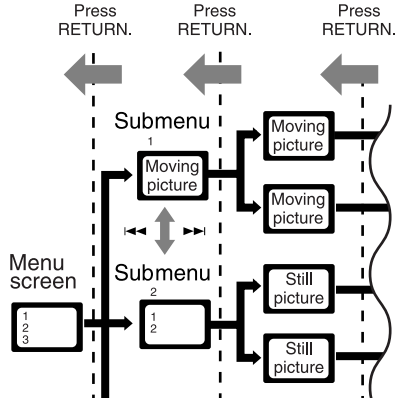 Press
RETURN.
Press
RETURN.
Press
RETURN.
Submenu
1
Moving
picture
Moving
picture
Moving
picture
Submenu
2
1
2
Menu
screen
1
2
3
Still
picture
Still
picture